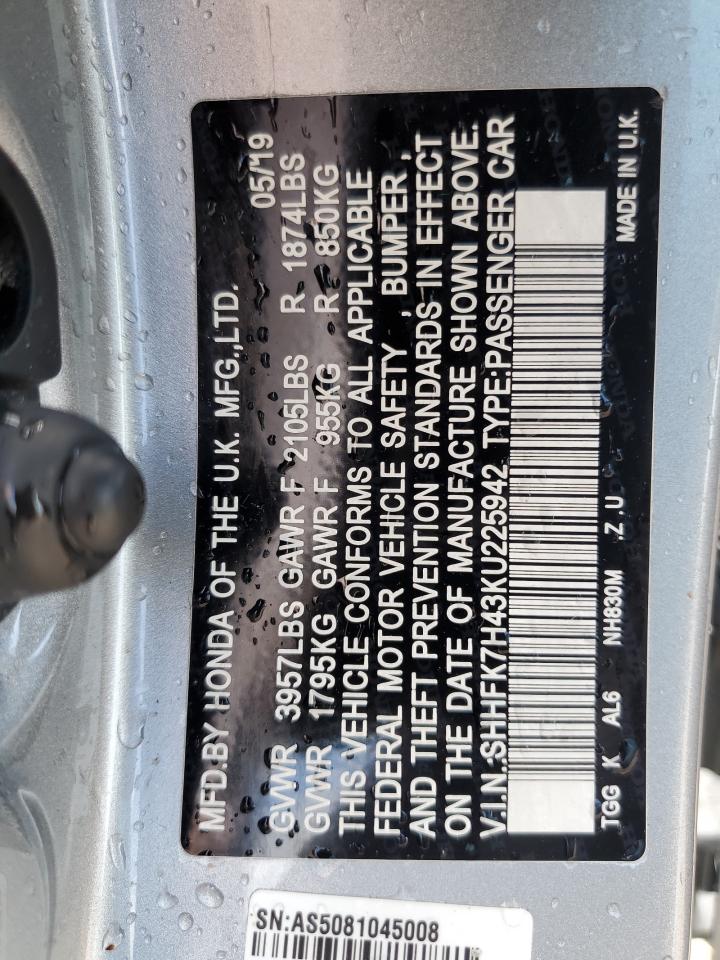 MFD.BY HONDA OF THE U.K. MFG.,LTD. 05/19
GVWR 3957LBS GAWR F 2105LBS R 1874LBS
GVWR 1795KG GAWR F 955KG R 850KG
THIS VEHICLE CONFORMS TO ALL APPLICABLE
FEDERAL MOTOR VEHICLE SAFETY , BUMPER ,
AND THEFT PREVENTION STANDARDS IN EFFECT
ON THE DATE OF MANUFACTURE SHOWN ABOVE.
V.I.N.:SHHFK7H43KU225942 TYPE:PASSENGER CAR
TGG K AL6 NH830M .Z .U MADE IN U.K.
SN:AS5081045008